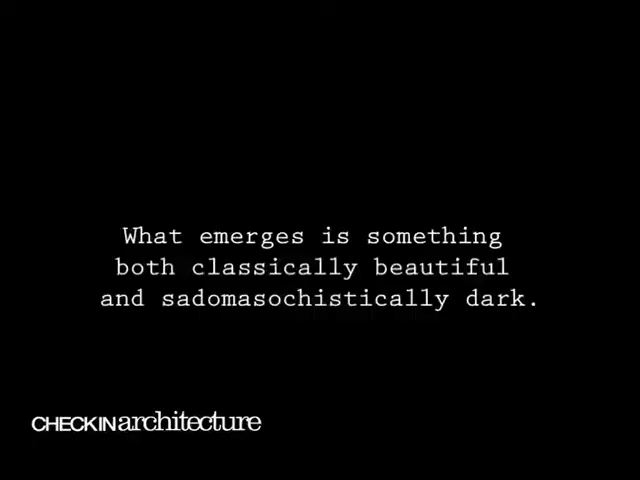 What emerges is something
both classically beautiful
and sadomasochistically dark.
CHECKINarchitecture